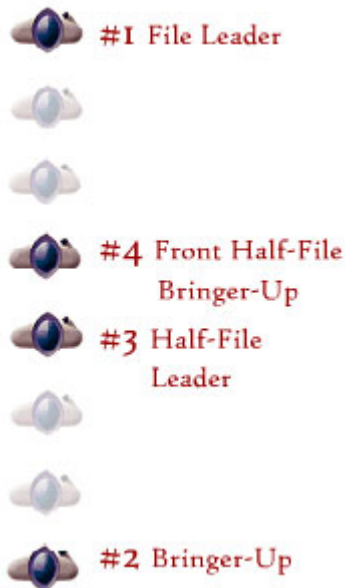 #1 File Leader
#4 Front Half-File
Bringer-Up
#3 Half-File
Leader
#2 Bringer-Up